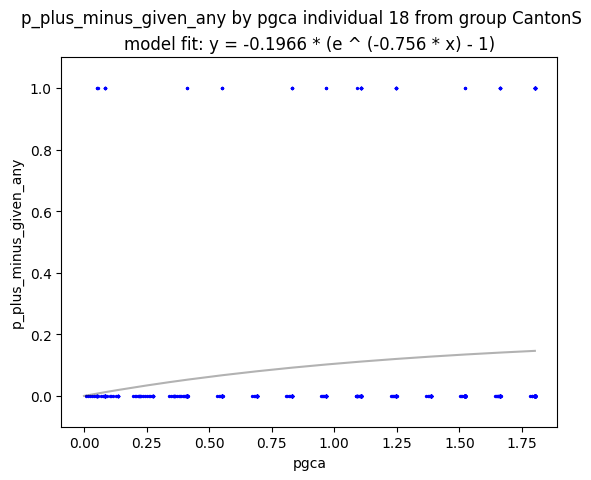 p_plus_minus_given_any by pgca individual 18 from group CantonS
model fit: y = -0.1966 * (e ^ (-0.756 * x) - 1)
1.0
0.8
0.6
0.4
0.2
0.0
p_plus_minus_given_any
0.00 0.25 0.50 0.75 1.00 1.25 1.50 1.75
pgca